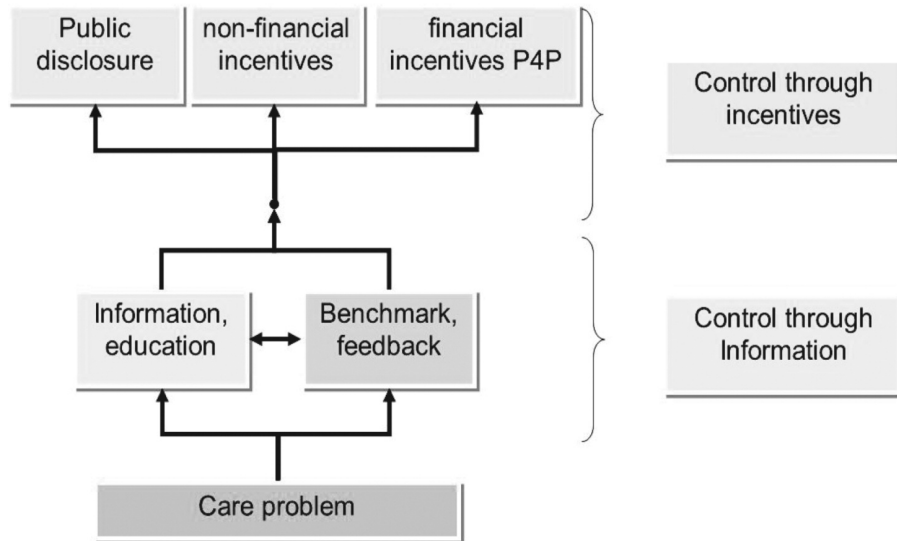 Public
disclosure
non-financial
incentives
financial
incentives P4P
Control through
incentives
Information,
education
Benchmark,
feedback
Control through
Information
Care problem